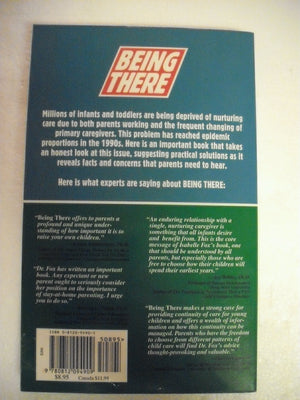 BEING
THERE
Millions of infants and toddlers are being deprived of nurturing
care due to both parents working and the frequent changing of
primary caregivers. This problem has reached epidemic
proportions in the 1990s. Here is an important book that takes
an honest look at this issue, suggesting practical solutions as it
reveals facts and concerns that parents need to hear.
Here is what experts are saying about BEING THERE:
"Being There offers to parents a
profound and unique under-
standing of how important it is to
raise your own children."
"Dr. Fox has written an important
book. Any expectant or new
parent ought to seriously consider
her position on the importance
of stay-at-home parenting. I urge
you to do so."
"An enduring relationship with a
single, nurturing caregiver is
something that all infants desire
and benefit from. This is the core
message of Isabelle Fox's book, one
that should be understood by all
parents, but especially those who are
free to choose how their children will
spend their earliest years."
"Being There makes a strong case for
providing continuity of care for young
children and offers a wealth of infor-
mation on how this continuity can be
managed. Parents who have the
freedom to choose from different
patterns of child care will find Dr. Fox's advice
thought-provoking and valuable."
50895
$8.95 Canada $11.99